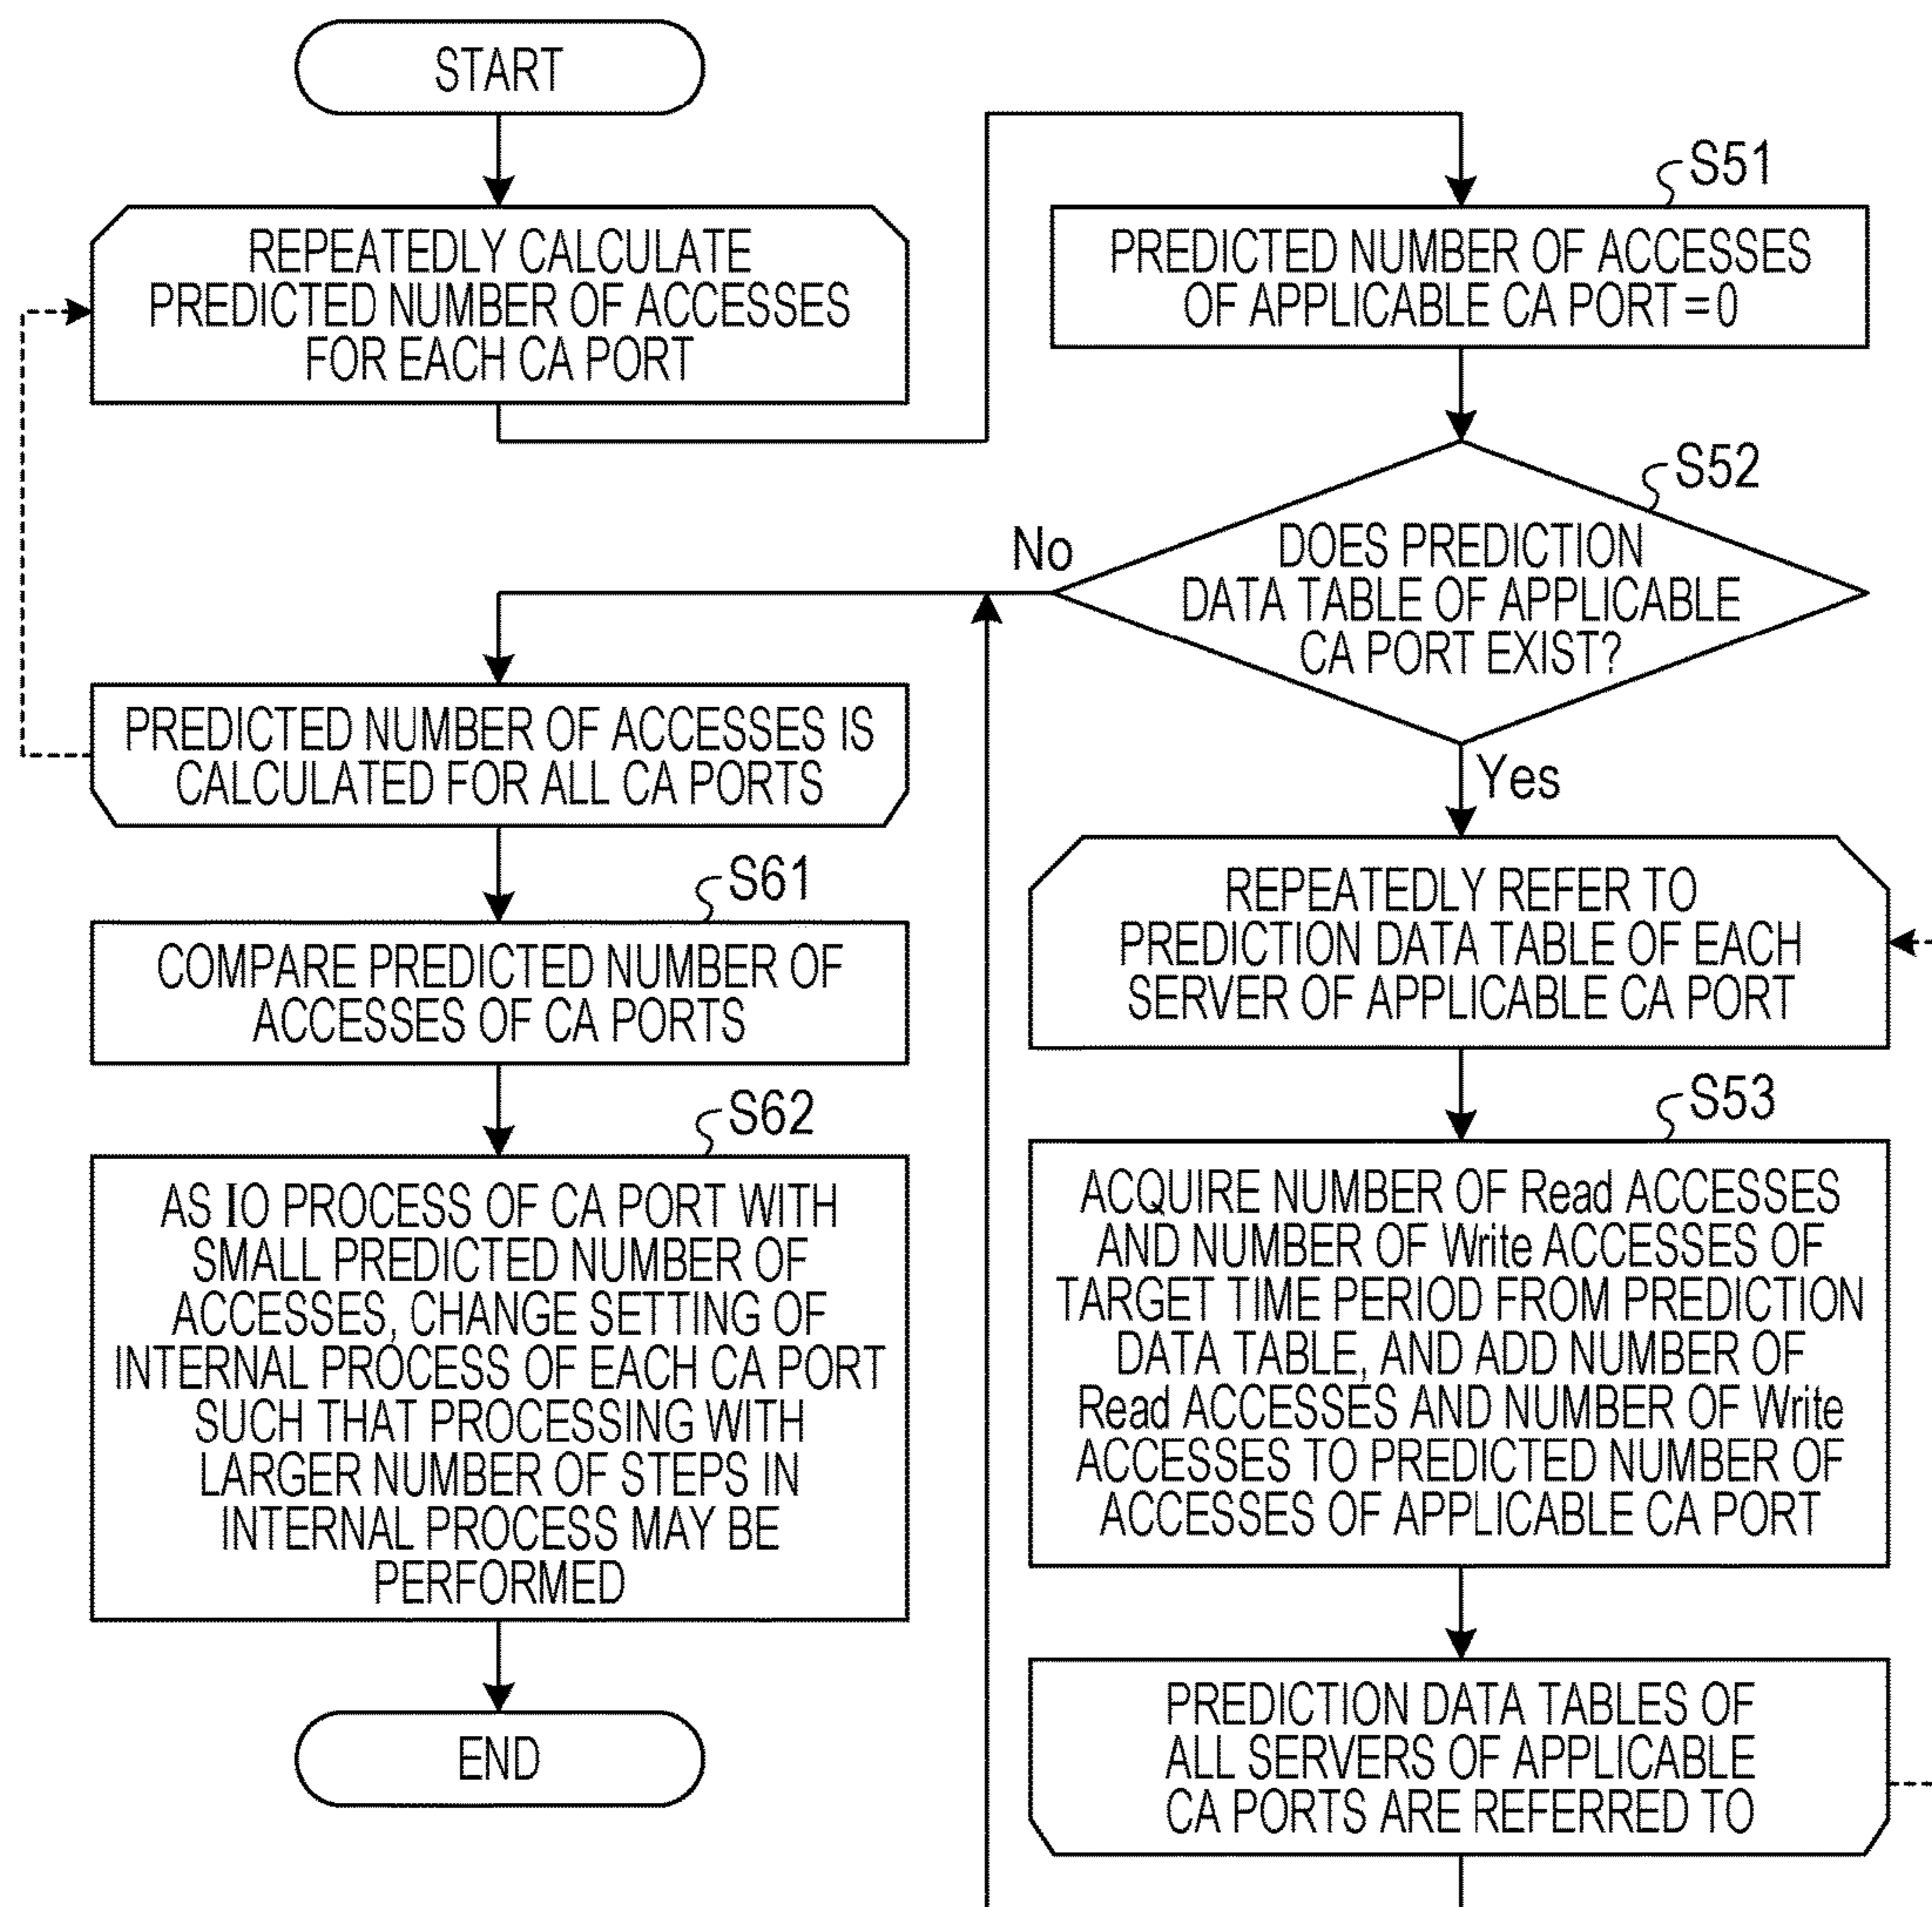 START
REPEATEDLY CALCULATE
PREDICTED NUMBER OF ACCESSES
FOR EACH CA PORT
S51
PREDICTED NUMBER OF ACCESSES
OF APPLICABLE CA PORT = 0
S52
DOES PREDICTION
DATA TABLE OF APPLICABLE
CA PORT EXIST?
No
Yes
REPEATEDLY REFER TO
PREDICTION DATA TABLE OF EACH
SERVER OF APPLICABLE CA PORT
S53
ACQUIRE NUMBER OF Read ACCESSES
AND NUMBER OF Write ACCESSES OF
TARGET TIME PERIOD FROM PREDICTION
DATA TABLE, AND ADD NUMBER OF
Read ACCESSES AND NUMBER OF Write
ACCESSES TO PREDICTED NUMBER OF
ACCESSES OF APPLICABLE CA PORT
PREDICTION DATA TABLES OF
ALL SERVERS OF APPLICABLE
CA PORTS ARE REFERRED TO
PREDICTED NUMBER OF ACCESSES IS
CALCULATED FOR ALL CA PORTS
S61
COMPARE PREDICTED NUMBER OF
ACCESSES OF CA PORTS
S62
AS IO PROCESS OF CA PORT WITH
SMALL PREDICTED NUMBER OF
ACCESSES, CHANGE SETTING OF
INTERNAL PROCESS OF EACH CA PORT
SUCH THAT PROCESSING WITH
LARGER NUMBER OF STEPS IN
INTERNAL PROCESS MAY BE
PERFORMED
END